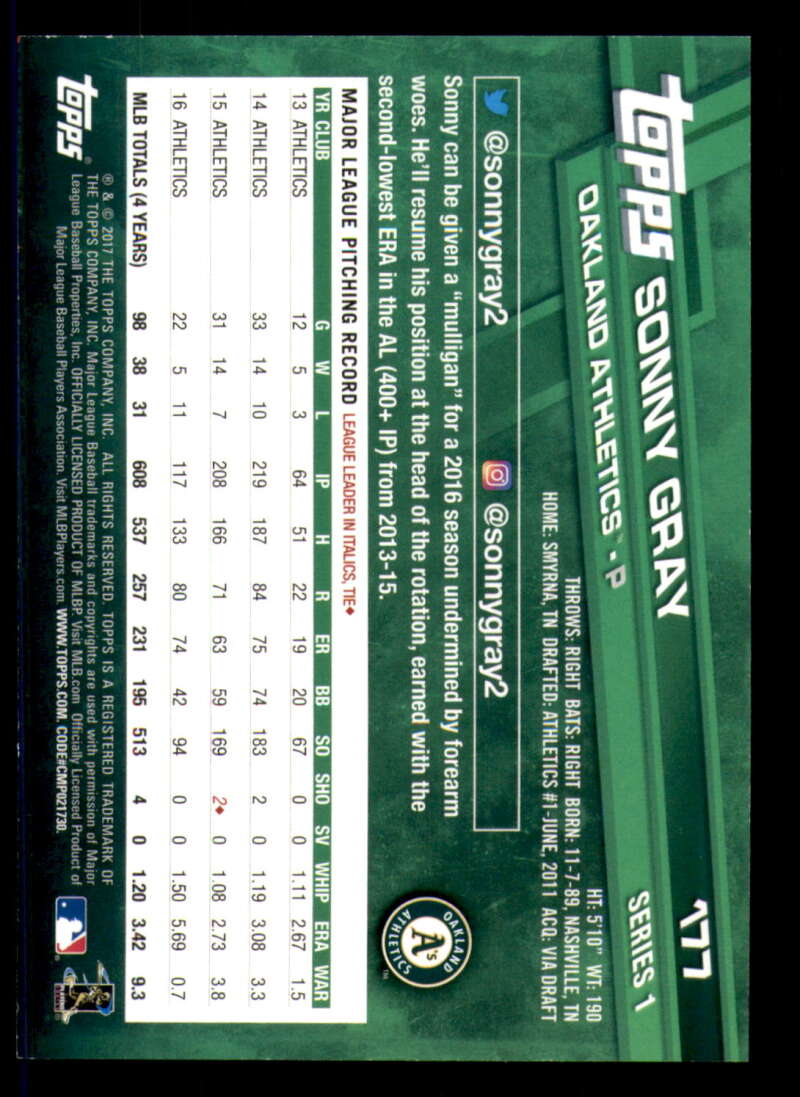 177
SERIES 1
TOPPS SONNY GRAY
OAKLAND ATHLETICS™ • P
HT: 5'10" WT: 190
THROWS: RIGHT BATS: RIGHT BORN: 11-7-89, NASHVILLE, TN
HOME: SMYRNA, TN DRAFTED: ATHLETICS #1-JUNE, 2011 ACQ: VIA DRAFT
@sonnygray2 @sonnygray2
Sonny can be given a "mulligan" for a 2016 season undermined by forearm
woes. He'll resume his position at the head of the rotation, earned with the
second-lowest ERA in the AL (400+ IP) from 2013-15.
OAKLAND ATHLETICS A's ™
MAJOR LEAGUE PITCHING RECORD LEAGUE LEADER IN ITALICS, TIE♦
YR CLUB G W L IP H R ER BB SO SHO SV WHIP ERA WAR
13 ATHLETICS 12 5 3 64 51 22 19 20 67 0 0 1.11 2.67 1.5
14 ATHLETICS 33 14 10 219 187 84 75 74 183 2 0 1.19 3.08 3.3
15 ATHLETICS 31 14 7 208 166 71 63 59 169 2♦ 0 1.08 2.73 3.8
16 ATHLETICS 22 5 11 117 133 80 74 42 94 0 0 1.50 5.69 0.7
MLB TOTALS (4 YEARS) 98 38 31 608 537 257 231 195 513 4 0 1.20 3.42 9.3
TOPPS®
® & © 2017 THE TOPPS COMPANY, INC. ALL RIGHTS RESERVED. TOPPS IS A REGISTERED TRADEMARK OF
THE TOPPS COMPANY, INC. Major League Baseball trademarks and copyrights are used with permission of Major
League Baseball Properties, Inc. OFFICIALLY LICENSED PRODUCT OF MLBP. Visit MLB.com Officially Licensed Product of
Major League Baseball Players Association. Visit MLBPlayers.com WWW.TOPPS.COM. CODE#CMP021730.